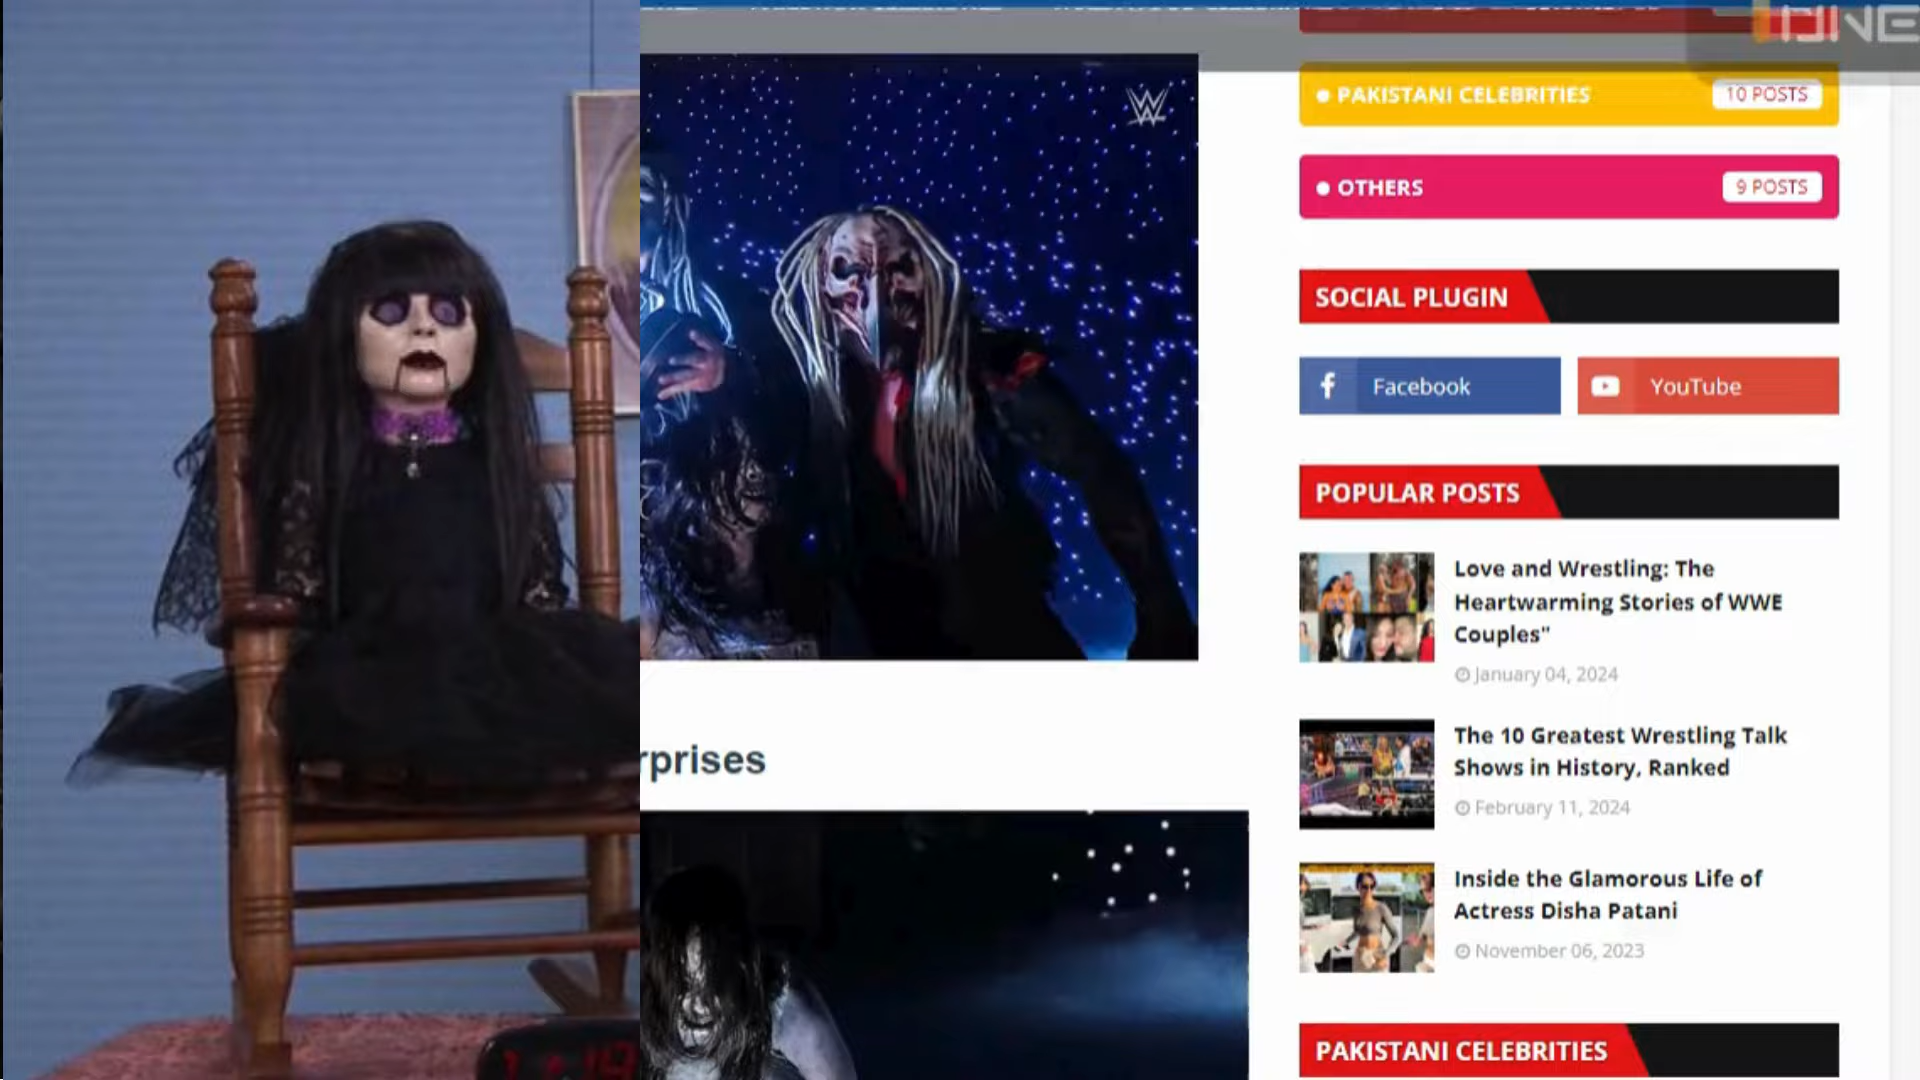 PAKISTANI CELEBRITIES
10 POSTS
OTHERS
9 POSTS
SOCIAL PLUGIN
Facebook
YouTube
POPULAR POSTS
Love and Wrestling: The
Heartwarming Stories of WWE
Couples"
January 04, 2024
The 10 Greatest Wrestling Talk
Shows in History, Ranked
February 11, 2024
Inside the Glamorous Life of
Actress Disha Patani
November 06, 2023
PAKISTANI CELEBRITIES
rprises